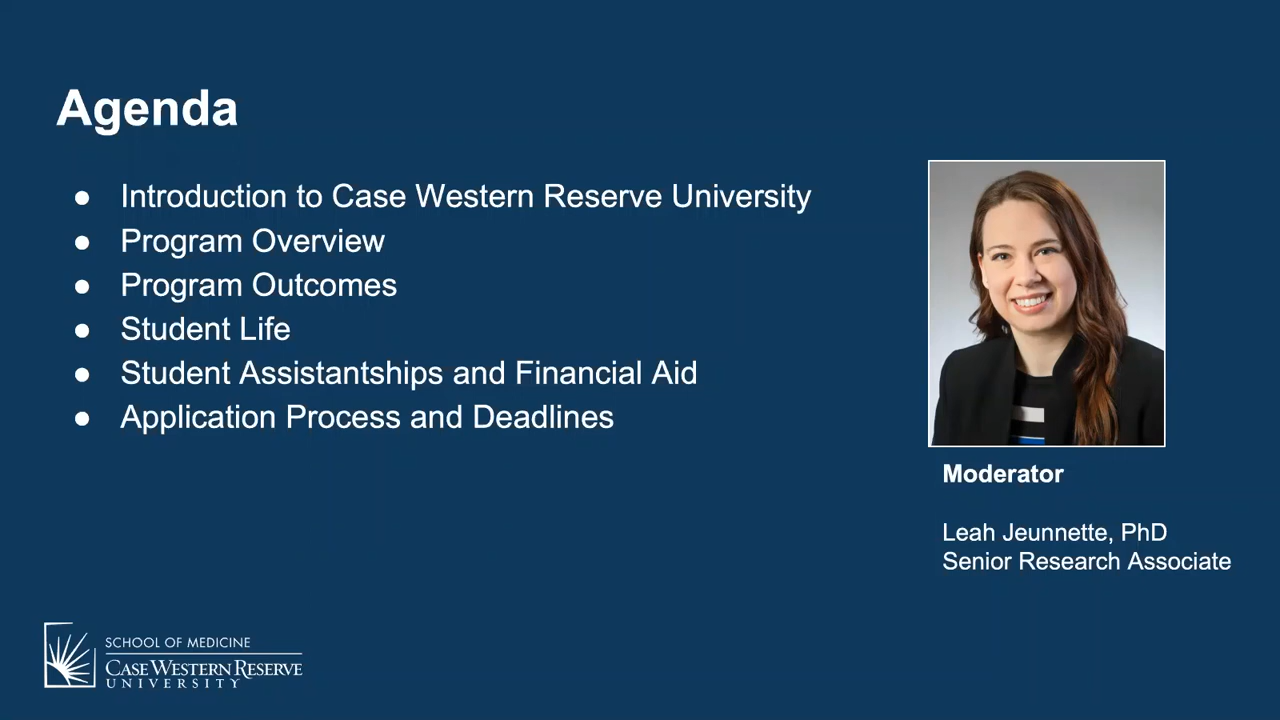 Agenda
● Introduction to Case Western Reserve University
● Program Overview
● Program Outcomes
● Student Life
● Student Assistantships and Financial Aid
● Application Process and Deadlines
Moderator
Leah Jeunnette, PhD
Senior Research Associate
SCHOOL OF MEDICINE
CASE WESTERN RESERVE
UNIVERSITY